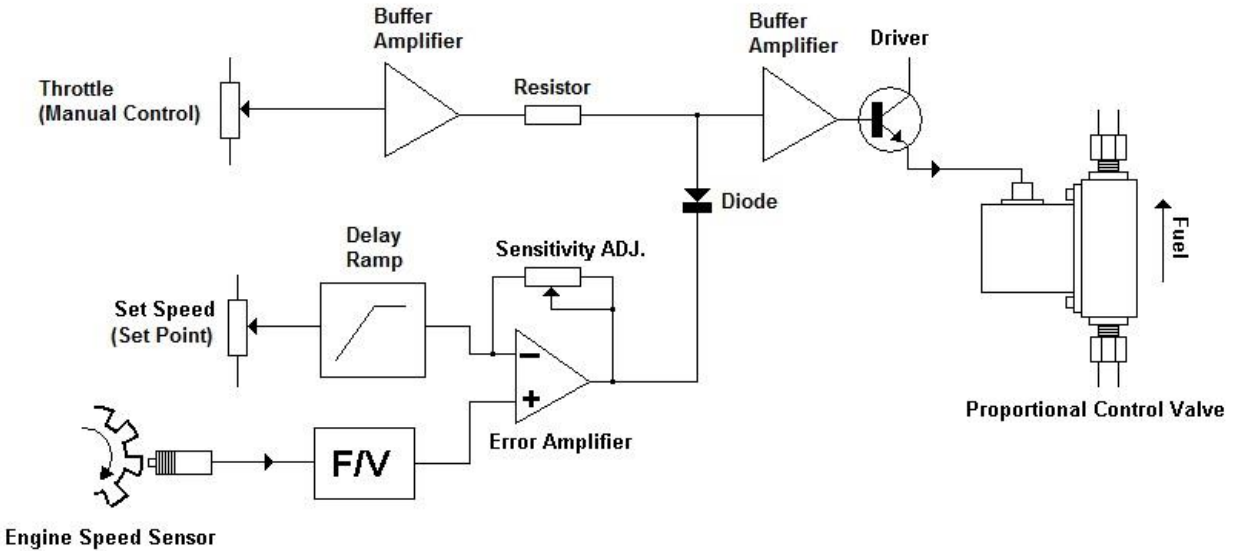 Buffer
Amplifier
Buffer
Amplifier
Driver
Throttle
(Manual Control)
Resistor
Diode
Fuel
Delay
Ramp
Sensitivity ADJ.
Set Speed
(Set Point)
−
+
Error Amplifier
Proportional Control Valve
F/V
Engine Speed Sensor